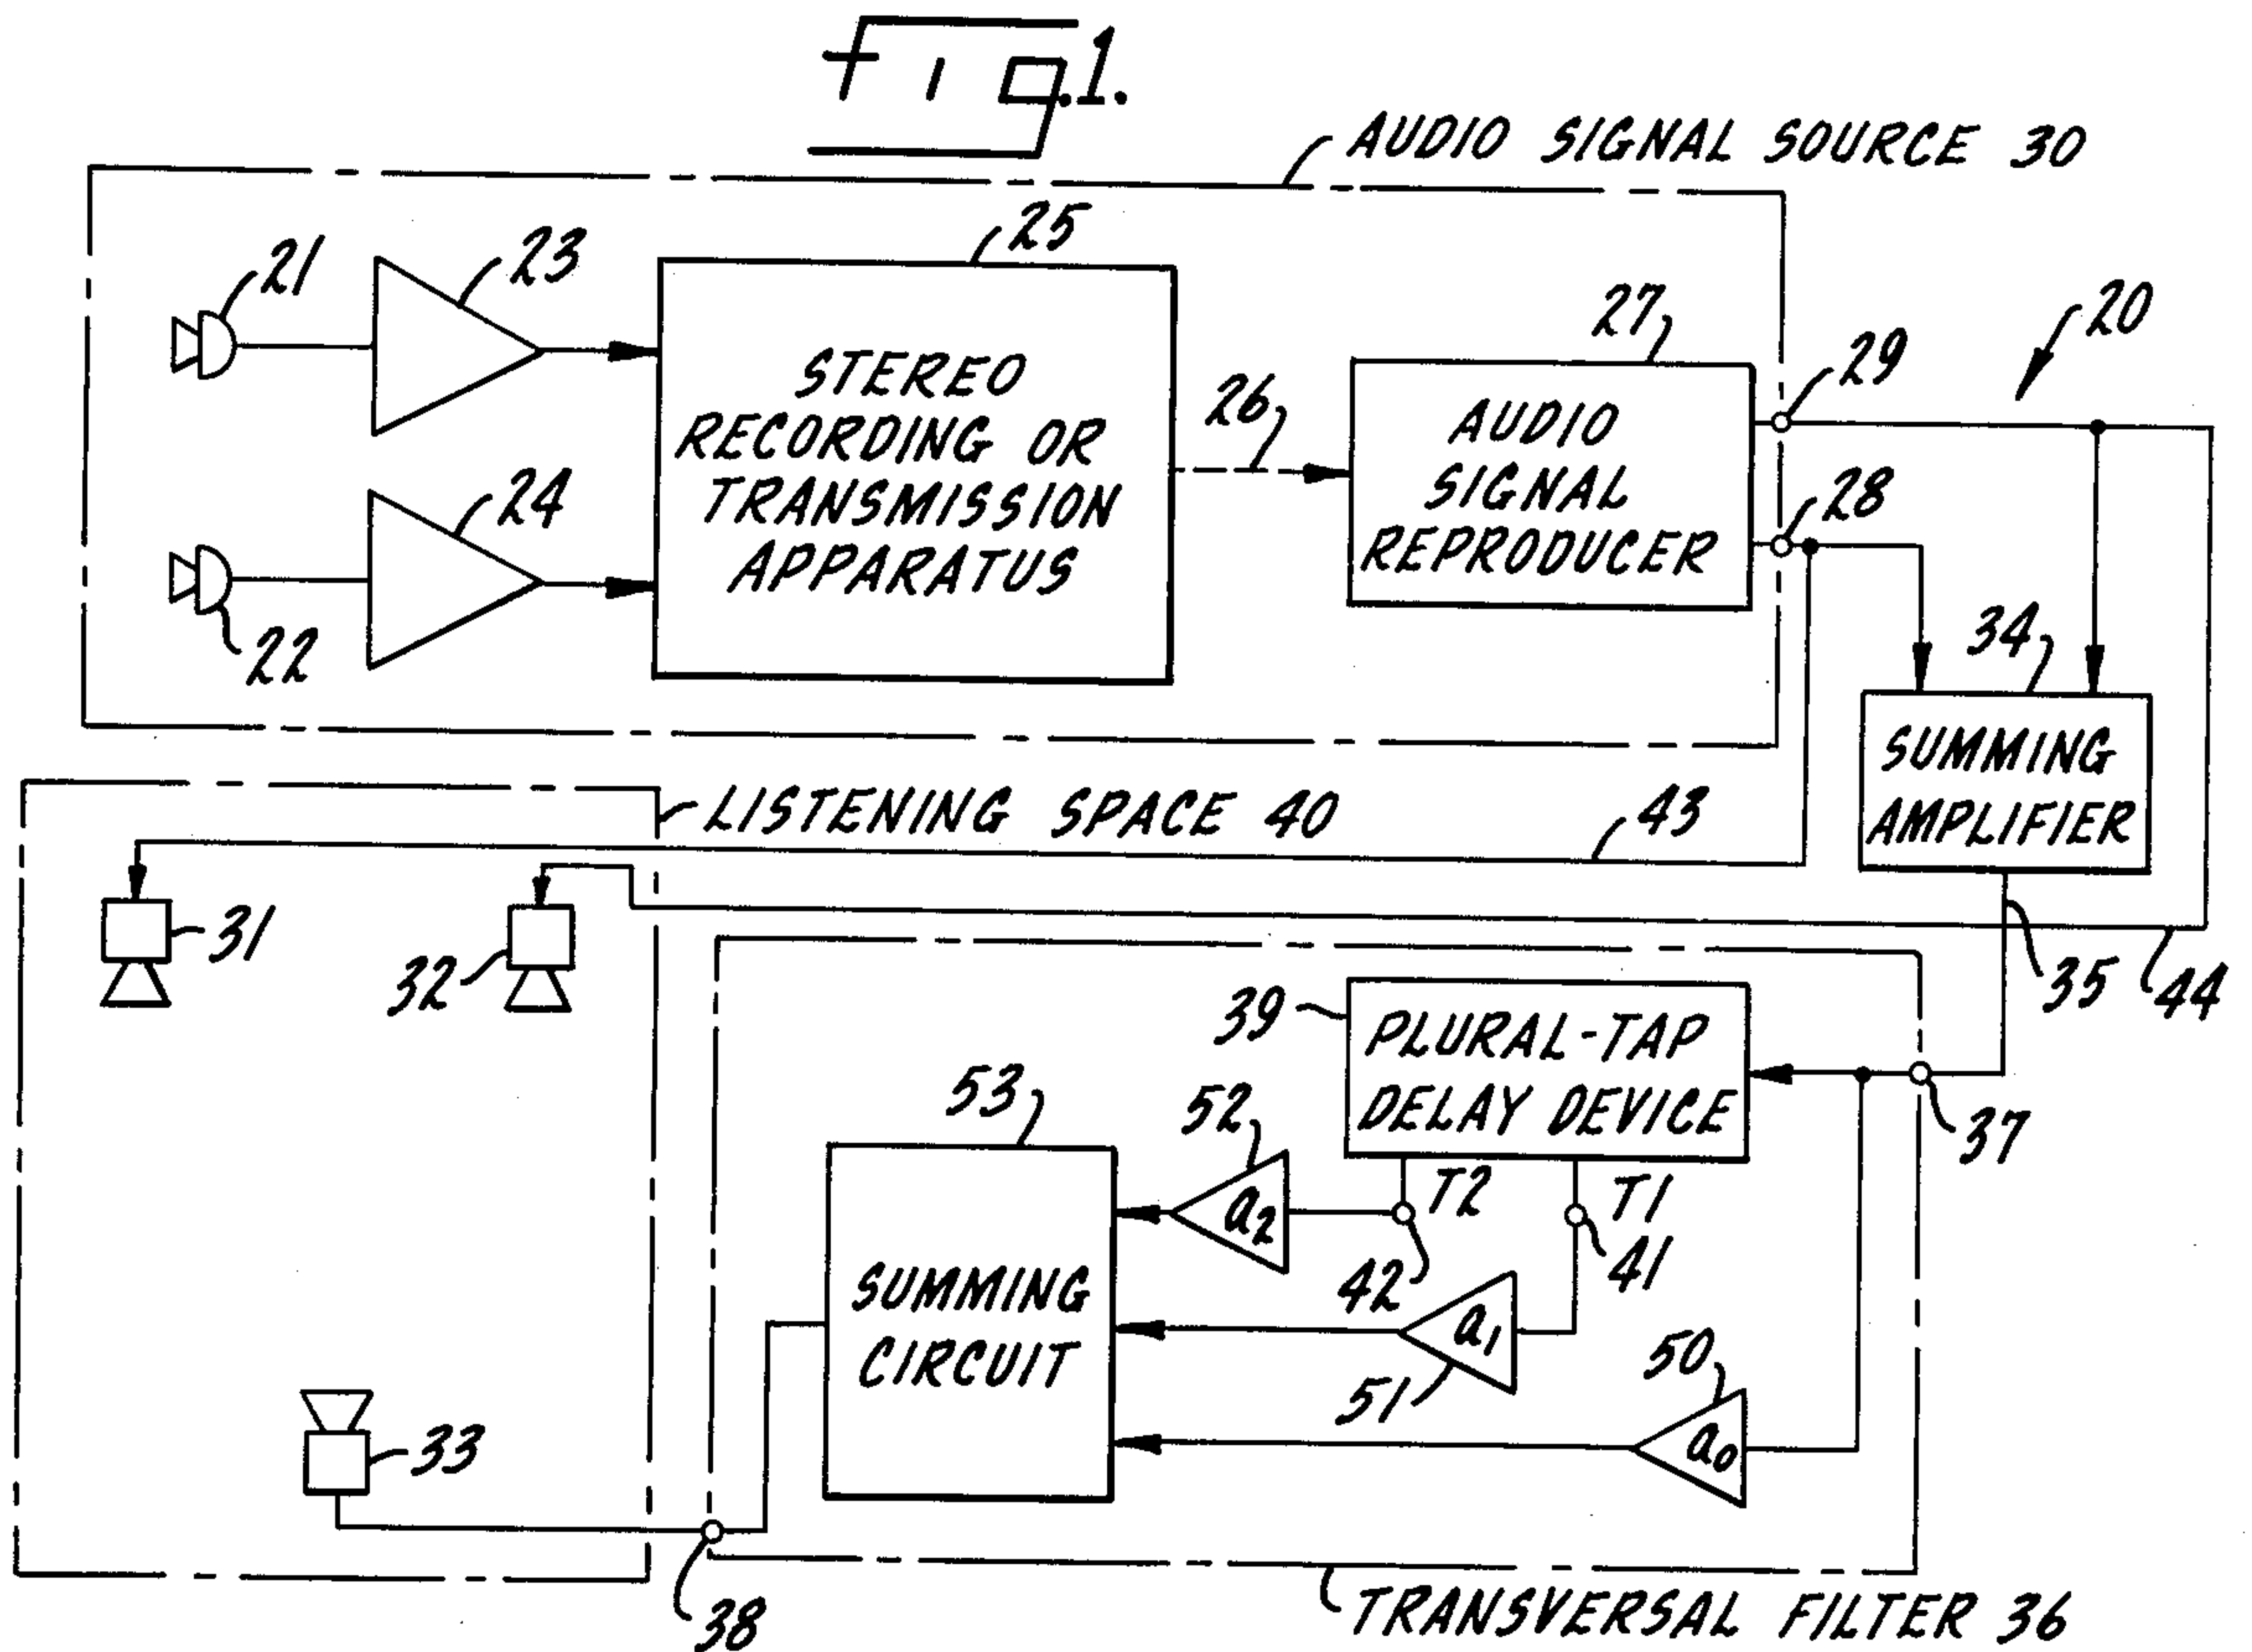 Fig.1.
AUDIO SIGNAL SOURCE 30
25
23
21
27
20
29
STEREO
RECORDING OR
TRANSMISSION
APPARATUS
26
AUDIO
SIGNAL
REPRODUCER
28
24
22
34
SUMMING
AMPLIFIER
LISTENING SPACE 40
43
31
32
35
44
39
PLURAL-TAP
DELAY DEVICE
37
53
52
T2
T1
a2
42
41
SUMMING
CIRCUIT
a1
51
50
a0
33
38
TRANSVERSAL FILTER 36